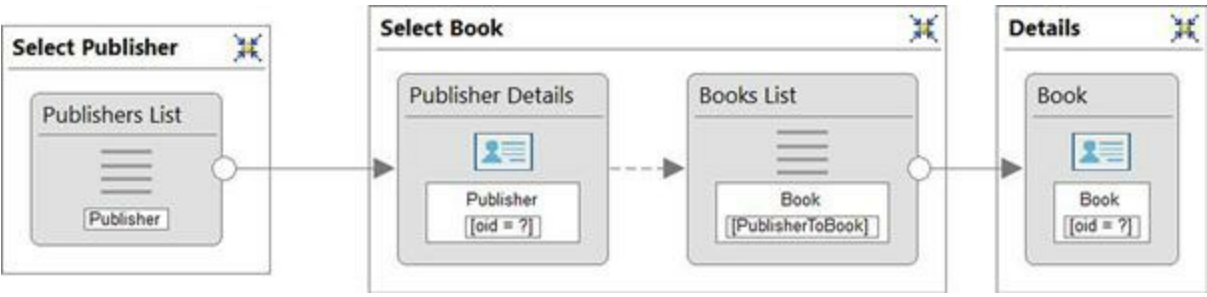 Select Publisher
Publishers List
Publisher
Select Book
Publisher Details
Publisher
[oid = ?]
Books List
Book
[PublisherToBook]
Details
Book
Book
[oid = ?]